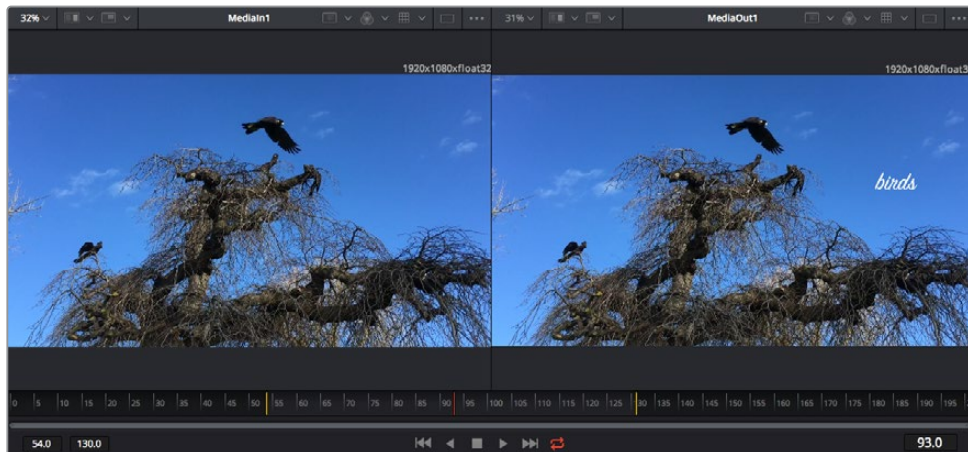 32% MediaIn1 31% MediaOut1
1920x1080xfloat32 1920x1080xfloat3
birds
0 5 10 15 20 25 30 35 40 45 50 55 60 65 70 75 80 85 90 95 100 105 110 115 120 125 30 135 140 145 150 155 160 165 170 175 180 185 190 195
54.0 130.0 93.0